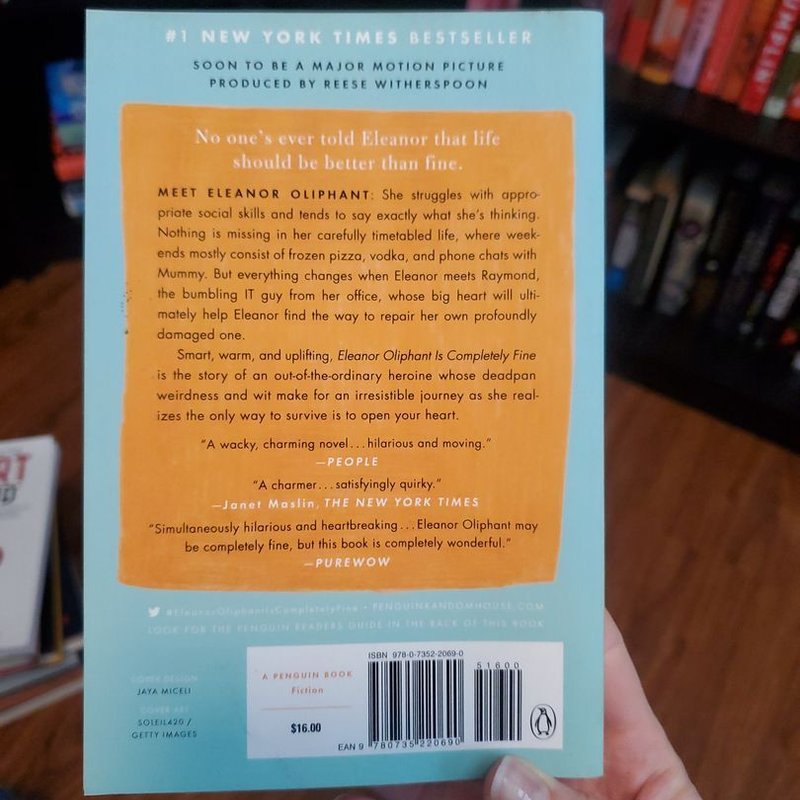 #1 NEW YORK TIMES BESTSELLER
SOON TO BE A MAJOR MOTION PICTURE
PRODUCED BY REESE WITHERSPOON
No one's ever told Eleanor that life
should be better than fine.
MEET ELEANOR OLIPHANT: She struggles with appro-
priate social skills and tends to say exactly what she's thinking.
Nothing is missing in her carefully timetabled life, where week-
ends mostly consist of frozen pizza, vodka, and phone chats with
Mummy. But everything changes when Eleanor meets Raymond,
the bumbling IT guy from her office, whose big heart will ulti-
mately help Eleanor find the way to repair her own profoundly
damaged one.
Smart, warm, and uplifting, Eleanor Oliphant Is Completely Fine
is the story of an out-of-the-ordinary heroine whose deadpan
weirdness and wit make for an irresistible journey as she real-
izes the only way to survive is to open your heart.
"A wacky, charming novel...hilarious and moving."
—PEOPLE
"A charmer...satisfyingly quirky."
—Janet Maslin, THE NEW YORK TIMES
"Simultaneously hilarious and heartbreaking...Eleanor Oliphant may
be completely fine, but this book is completely wonderful."
—PUREWOW
#EleanorOliphantIsCompletelyFine • PENGUINRANDOMHOUSE.COM
LOOK FOR THE PENGUIN READERS GUIDE IN THE BACK OF THIS BOOK
COVER DESIGN
JAYA MICELI
COVER ART
SOLEIL420 /
GETTY IMAGES
A PENGUIN BOOK
Fiction
$16.00
ISBN 978-0-7352-2069-0
51600
EAN 9 780735 220690